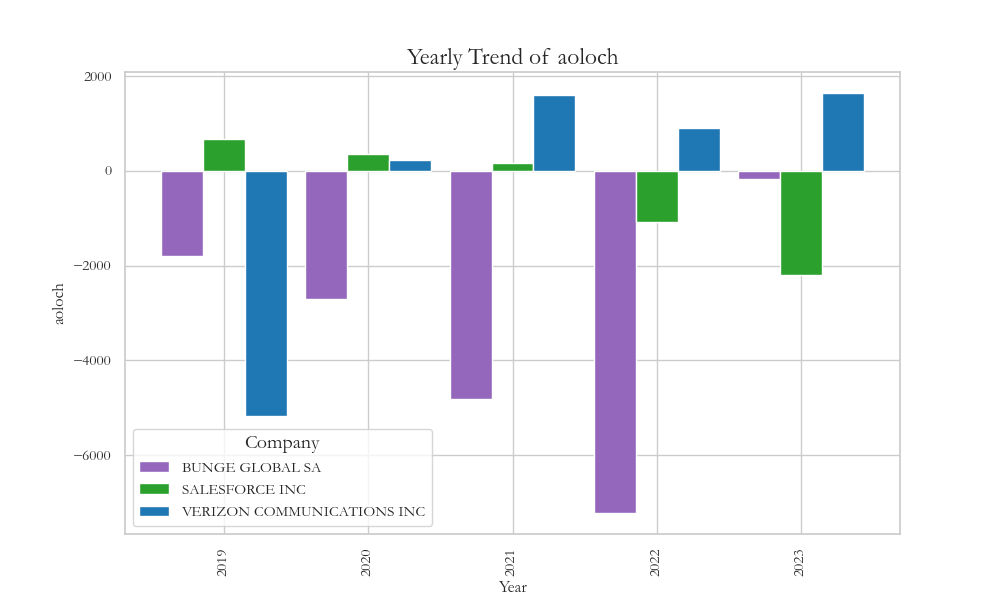 Yearly Trend of aoloch
2000
0
−2000
−4000
−6000
aoloch
Company
BUNGE GLOBAL SA
SALESFORCE INC
VERIZON COMMUNICATIONS INC
2019
2020
2021
2022
2023
Year